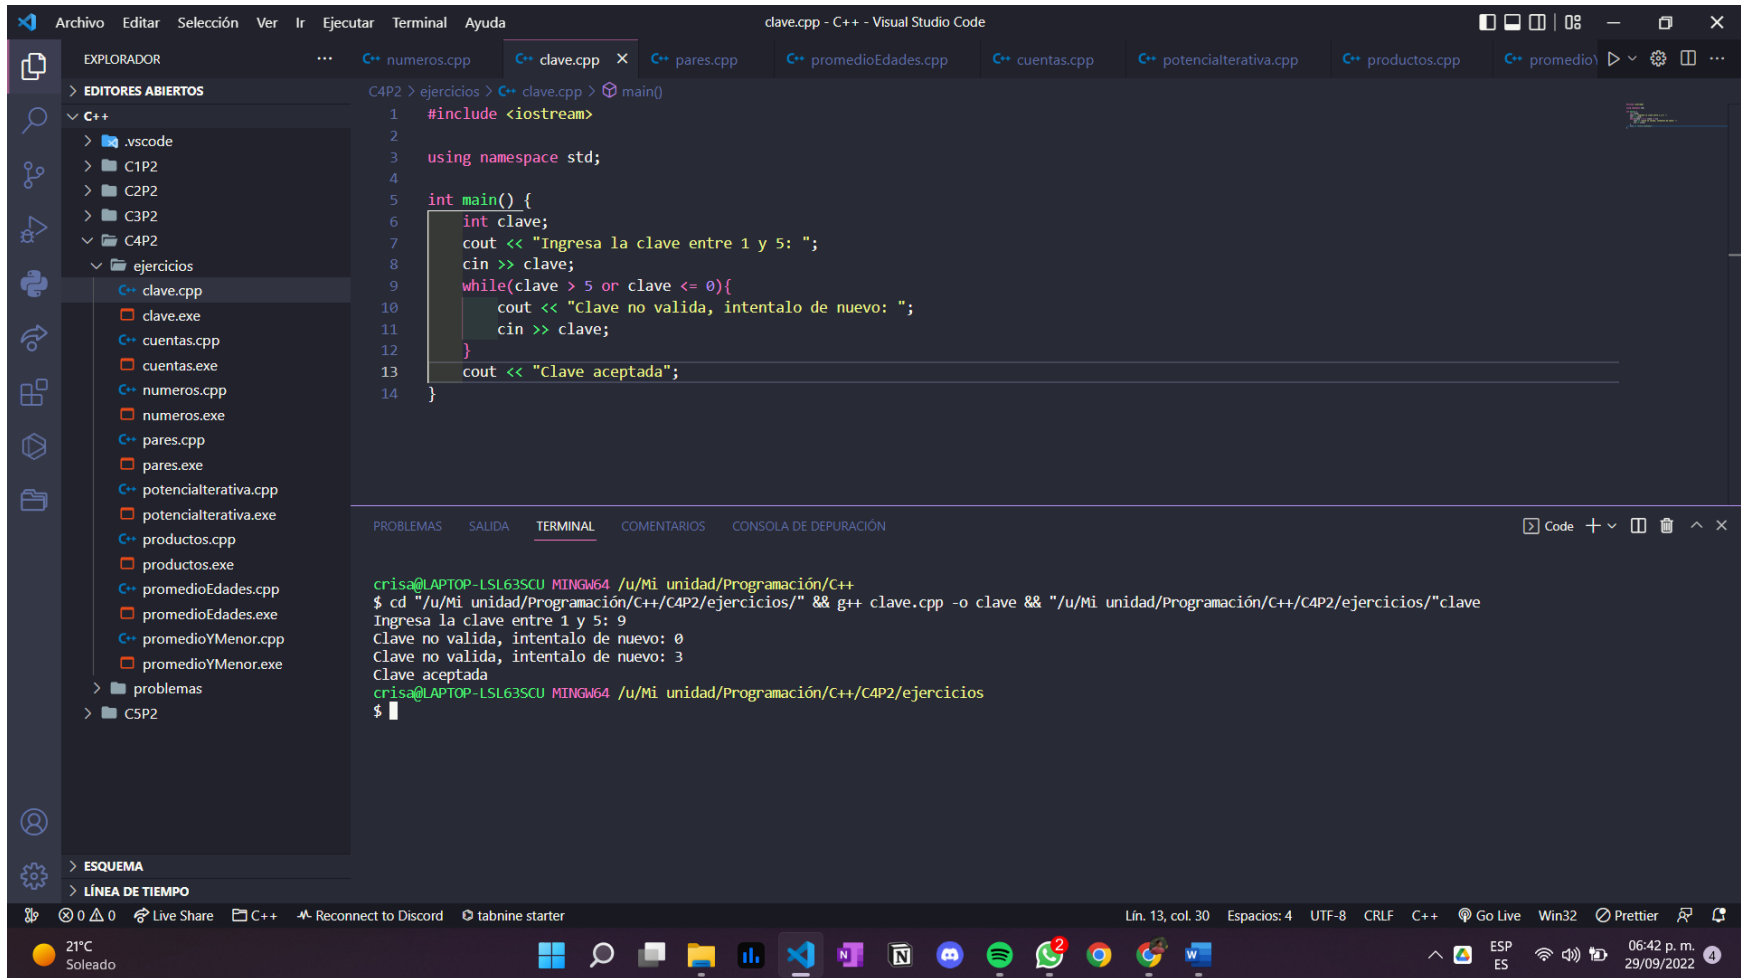 Archivo Editar Selección Ver Ir Ejecutar Terminal Ayuda
clave.cpp - C++ - Visual Studio Code
EXPLORADOR
numeros.cpp clave.cpp pares.cpp promedioEdades.cpp cuentas.cpp potenciaIterativa.cpp productos.cpp promedioY
EDITORES ABIERTOS
C++
.vscode
C1P2
C2P2
C3P2
C4P2
ejercicios
clave.cpp
clave.exe
cuentas.cpp
cuentas.exe
numeros.cpp
numeros.exe
pares.cpp
pares.exe
potenciaIterativa.cpp
potenciaIterativa.exe
productos.cpp
productos.exe
promedioEdades.cpp
promedioEdades.exe
promedioYMenor.cpp
promedioYMenor.exe
problemas
C5P2
ESQUEMA
LÍNEA DE TIEMPO
C4P2 > ejercicios > clave.cpp > main()
1 #include <iostream>
2
3 using namespace std;
4
5 int main() {
6 int clave;
7 cout << "Ingresa la clave entre 1 y 5: ";
8 cin >> clave;
9 while(clave > 5 or clave <= 0){
10 cout << "Clave no valida, intentalo de nuevo: ";
11 cin >> clave;
12 }
13 cout << "Clave aceptada";
14 }
PROBLEMAS SALIDA TERMINAL COMENTARIOS CONSOLA DE DEPURACIÓN
Code
crisa@LAPTOP-LSL63SCU MINGW64 /u/Mi unidad/Programación/C++
$ cd "/u/Mi unidad/Programación/C++/C4P2/ejercicios/" && g++ clave.cpp -o clave && "/u/Mi unidad/Programación/C++/C4P2/ejercicios/"clave
Ingresa la clave entre 1 y 5: 9
Clave no valida, intentalo de nuevo: 0
Clave no valida, intentalo de nuevo: 3
Clave aceptada
crisa@LAPTOP-LSL63SCU MINGW64 /u/Mi unidad/Programación/C++/C4P2/ejercicios
$
0 0 Live Share C++ Reconnect to Discord tabnine starter
Lín. 13, col. 30 Espacios: 4 UTF-8 CRLF C++ Go Live Win32 Prettier
21°C
Soleado
2
ESP
ES
06:42 p. m.
29/09/2022
4